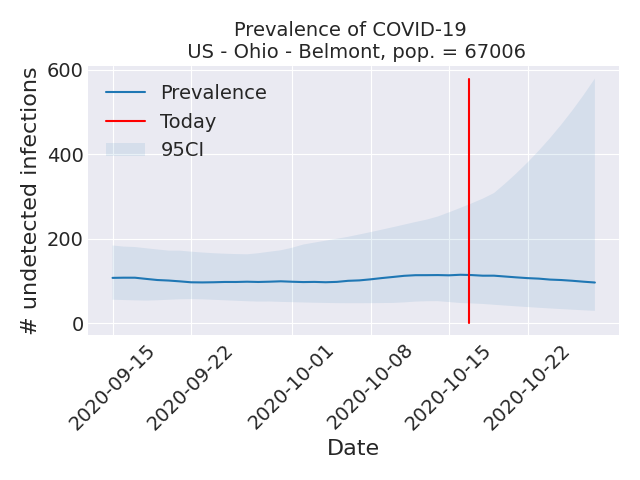 Prevalence of COVID-19
US - Ohio - Belmont, pop. = 67006
# undetected infections
600
400
200
0
Prevalence
Today
95CI
2020-09-15
2020-09-22
2020-10-01
2020-10-08
2020-10-15
2020-10-22
Date